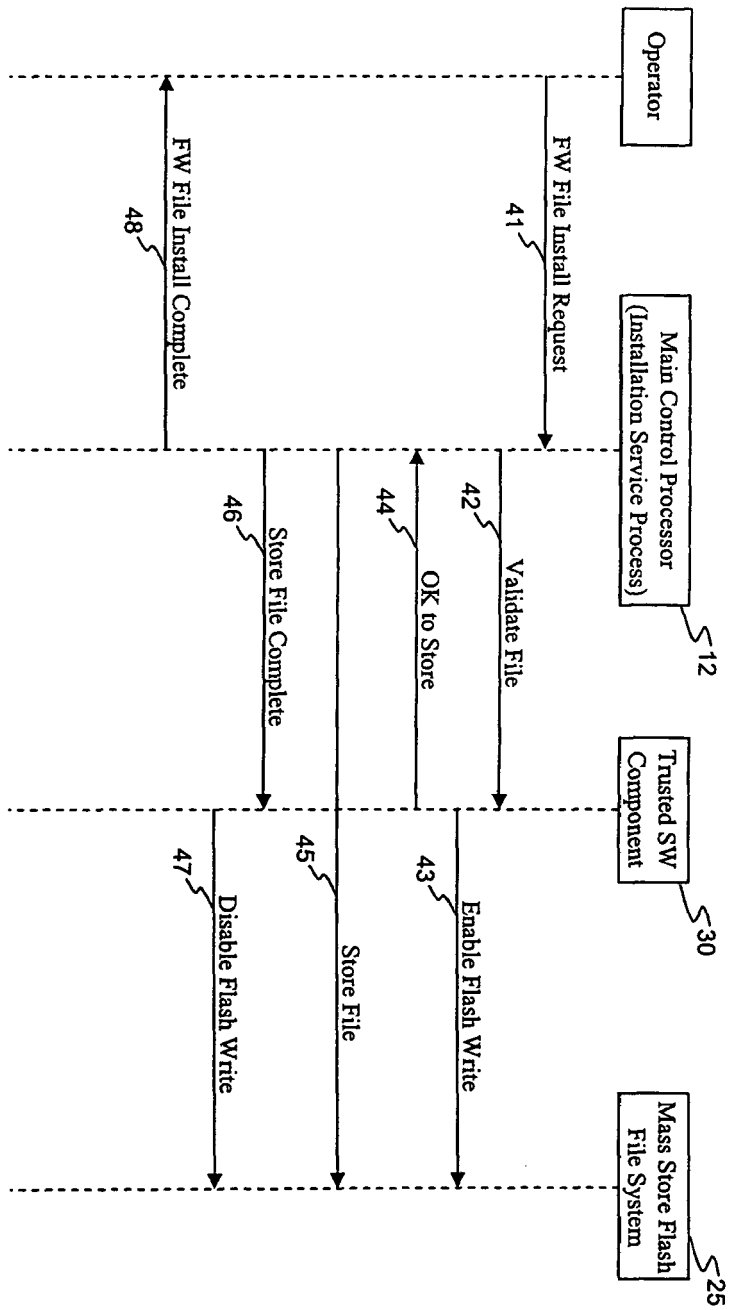 Operator
Main Control Processor
(Installation Service Process)
12
Trusted SW
Component
30
Mass Store Flash
File System
25
FW File Install Request
41
Validate File
42
Enable Flash Write
43
OK to Store
44
Store File
45
Store File Complete
46
Disable Flash Write
47
FW File Install Complete
48